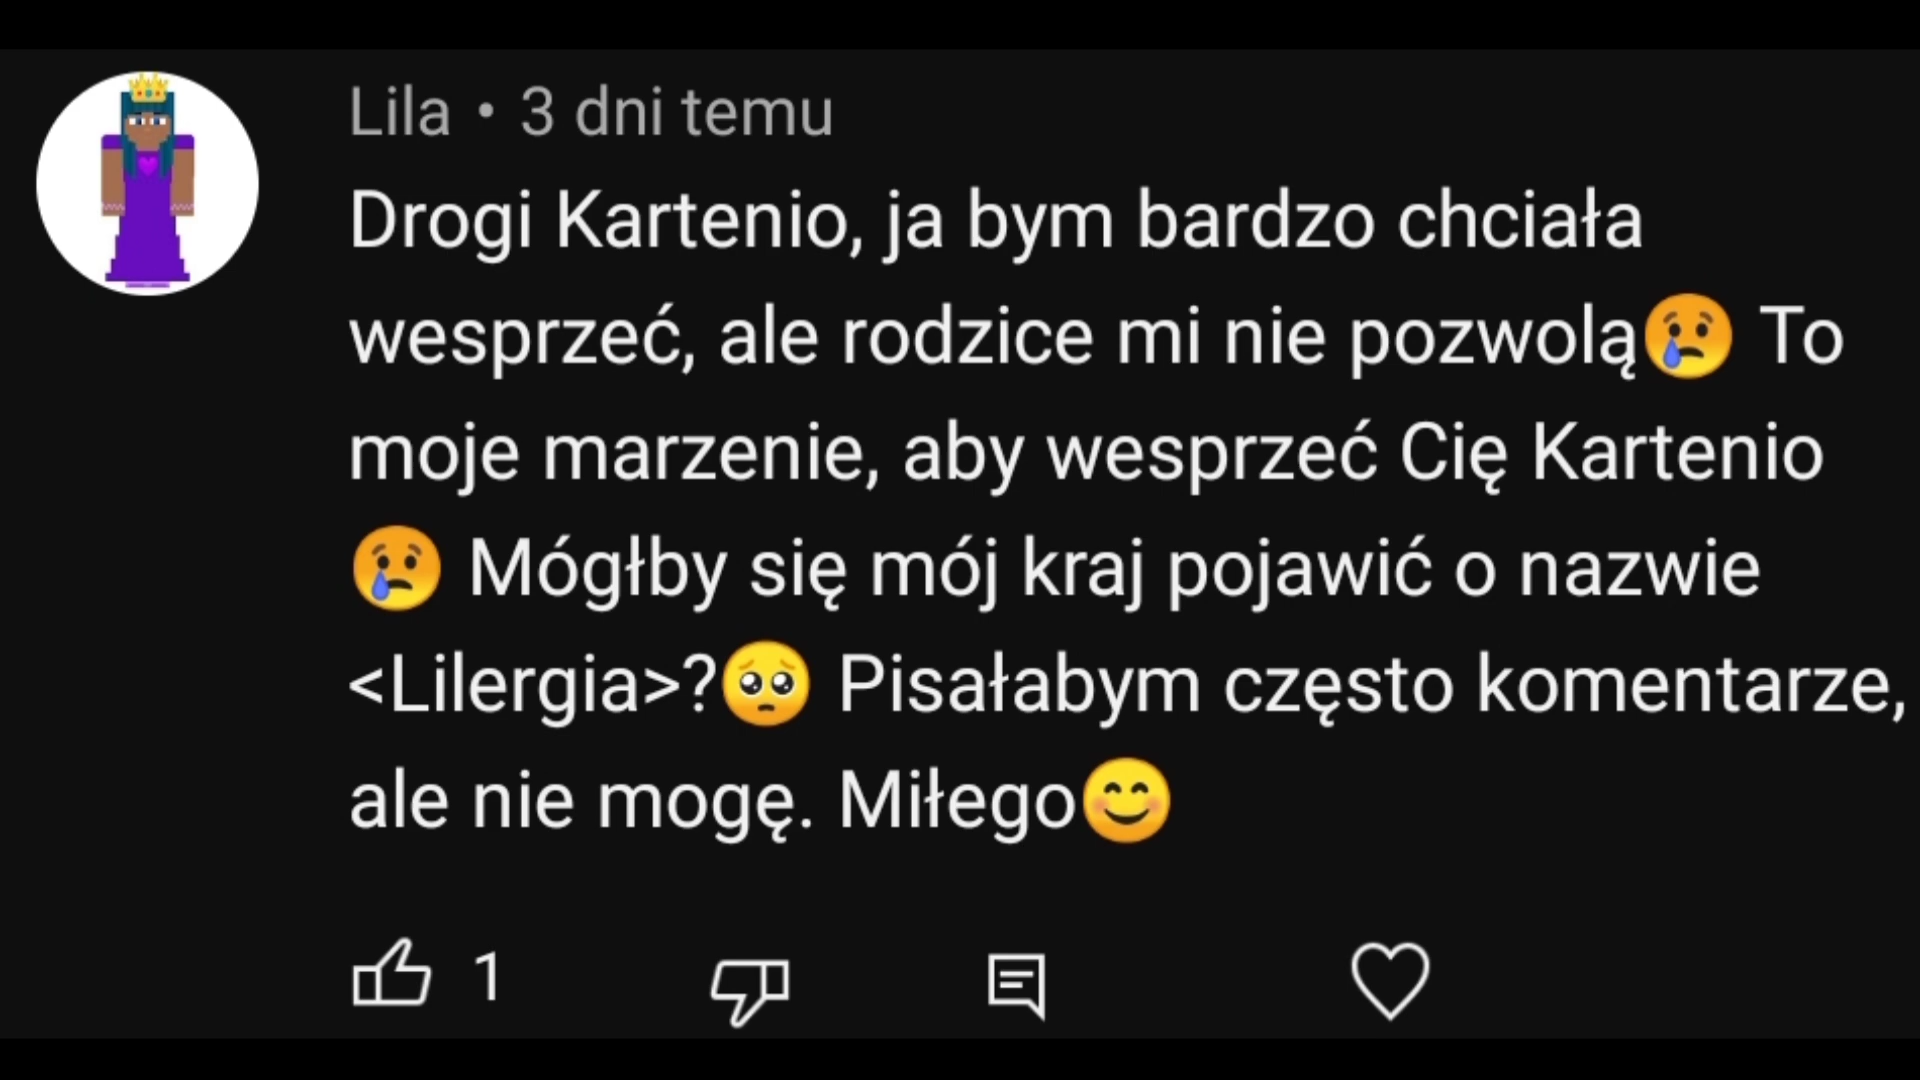 Lila • 3 dni temu
Drogi Kartenio, ja bym bardzo chciała
wesprzeć, ale rodzice mi nie pozwolą😢 To
moje marzenie, aby wesprzeć Cię Kartenio
😢 Mógłby się mój kraj pojawić o nazwie
<Lilergia>?🥺 Pisałabym często komentarze,
ale nie mogę. Miłego😊
1